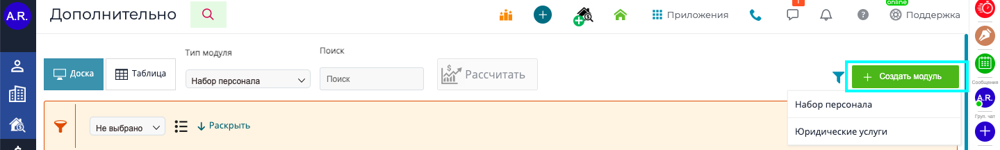 online
A.R.
Дополнительно
Приложения
1
?
Поддержка
Тип модуля
Поиск
Доска
Таблица
Набор персонала
Поиск
Рассчитать
Создать модуль
Сообщения
Набор персонала
A.R.
Груп. чат
Не выбрано
Раскрыть
Юридические услуги